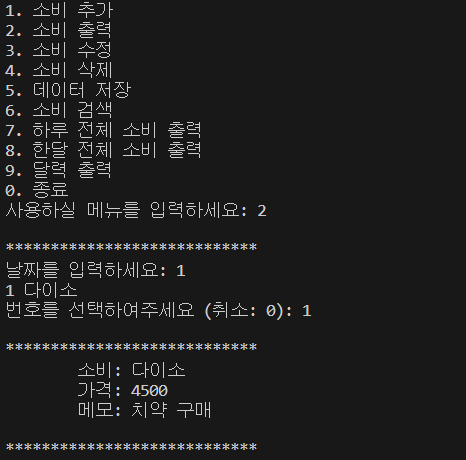 1. 소비 추가
2. 소비 출력
3. 소비 수정
4. 소비 삭제
5. 데이터 저장
6. 소비 검색
7. 하루 전체 소비 출력
8. 한달 전체 소비 출력
9. 달력 출력
0. 종료
사용하실 메뉴를 입력하세요: 2
****************************
날짜를 입력하세요: 1
1 다이소
번호를 선택하여주세요 (취소: 0): 1
****************************
소비: 다이소
가격: 4500
메모: 치약 구매
****************************